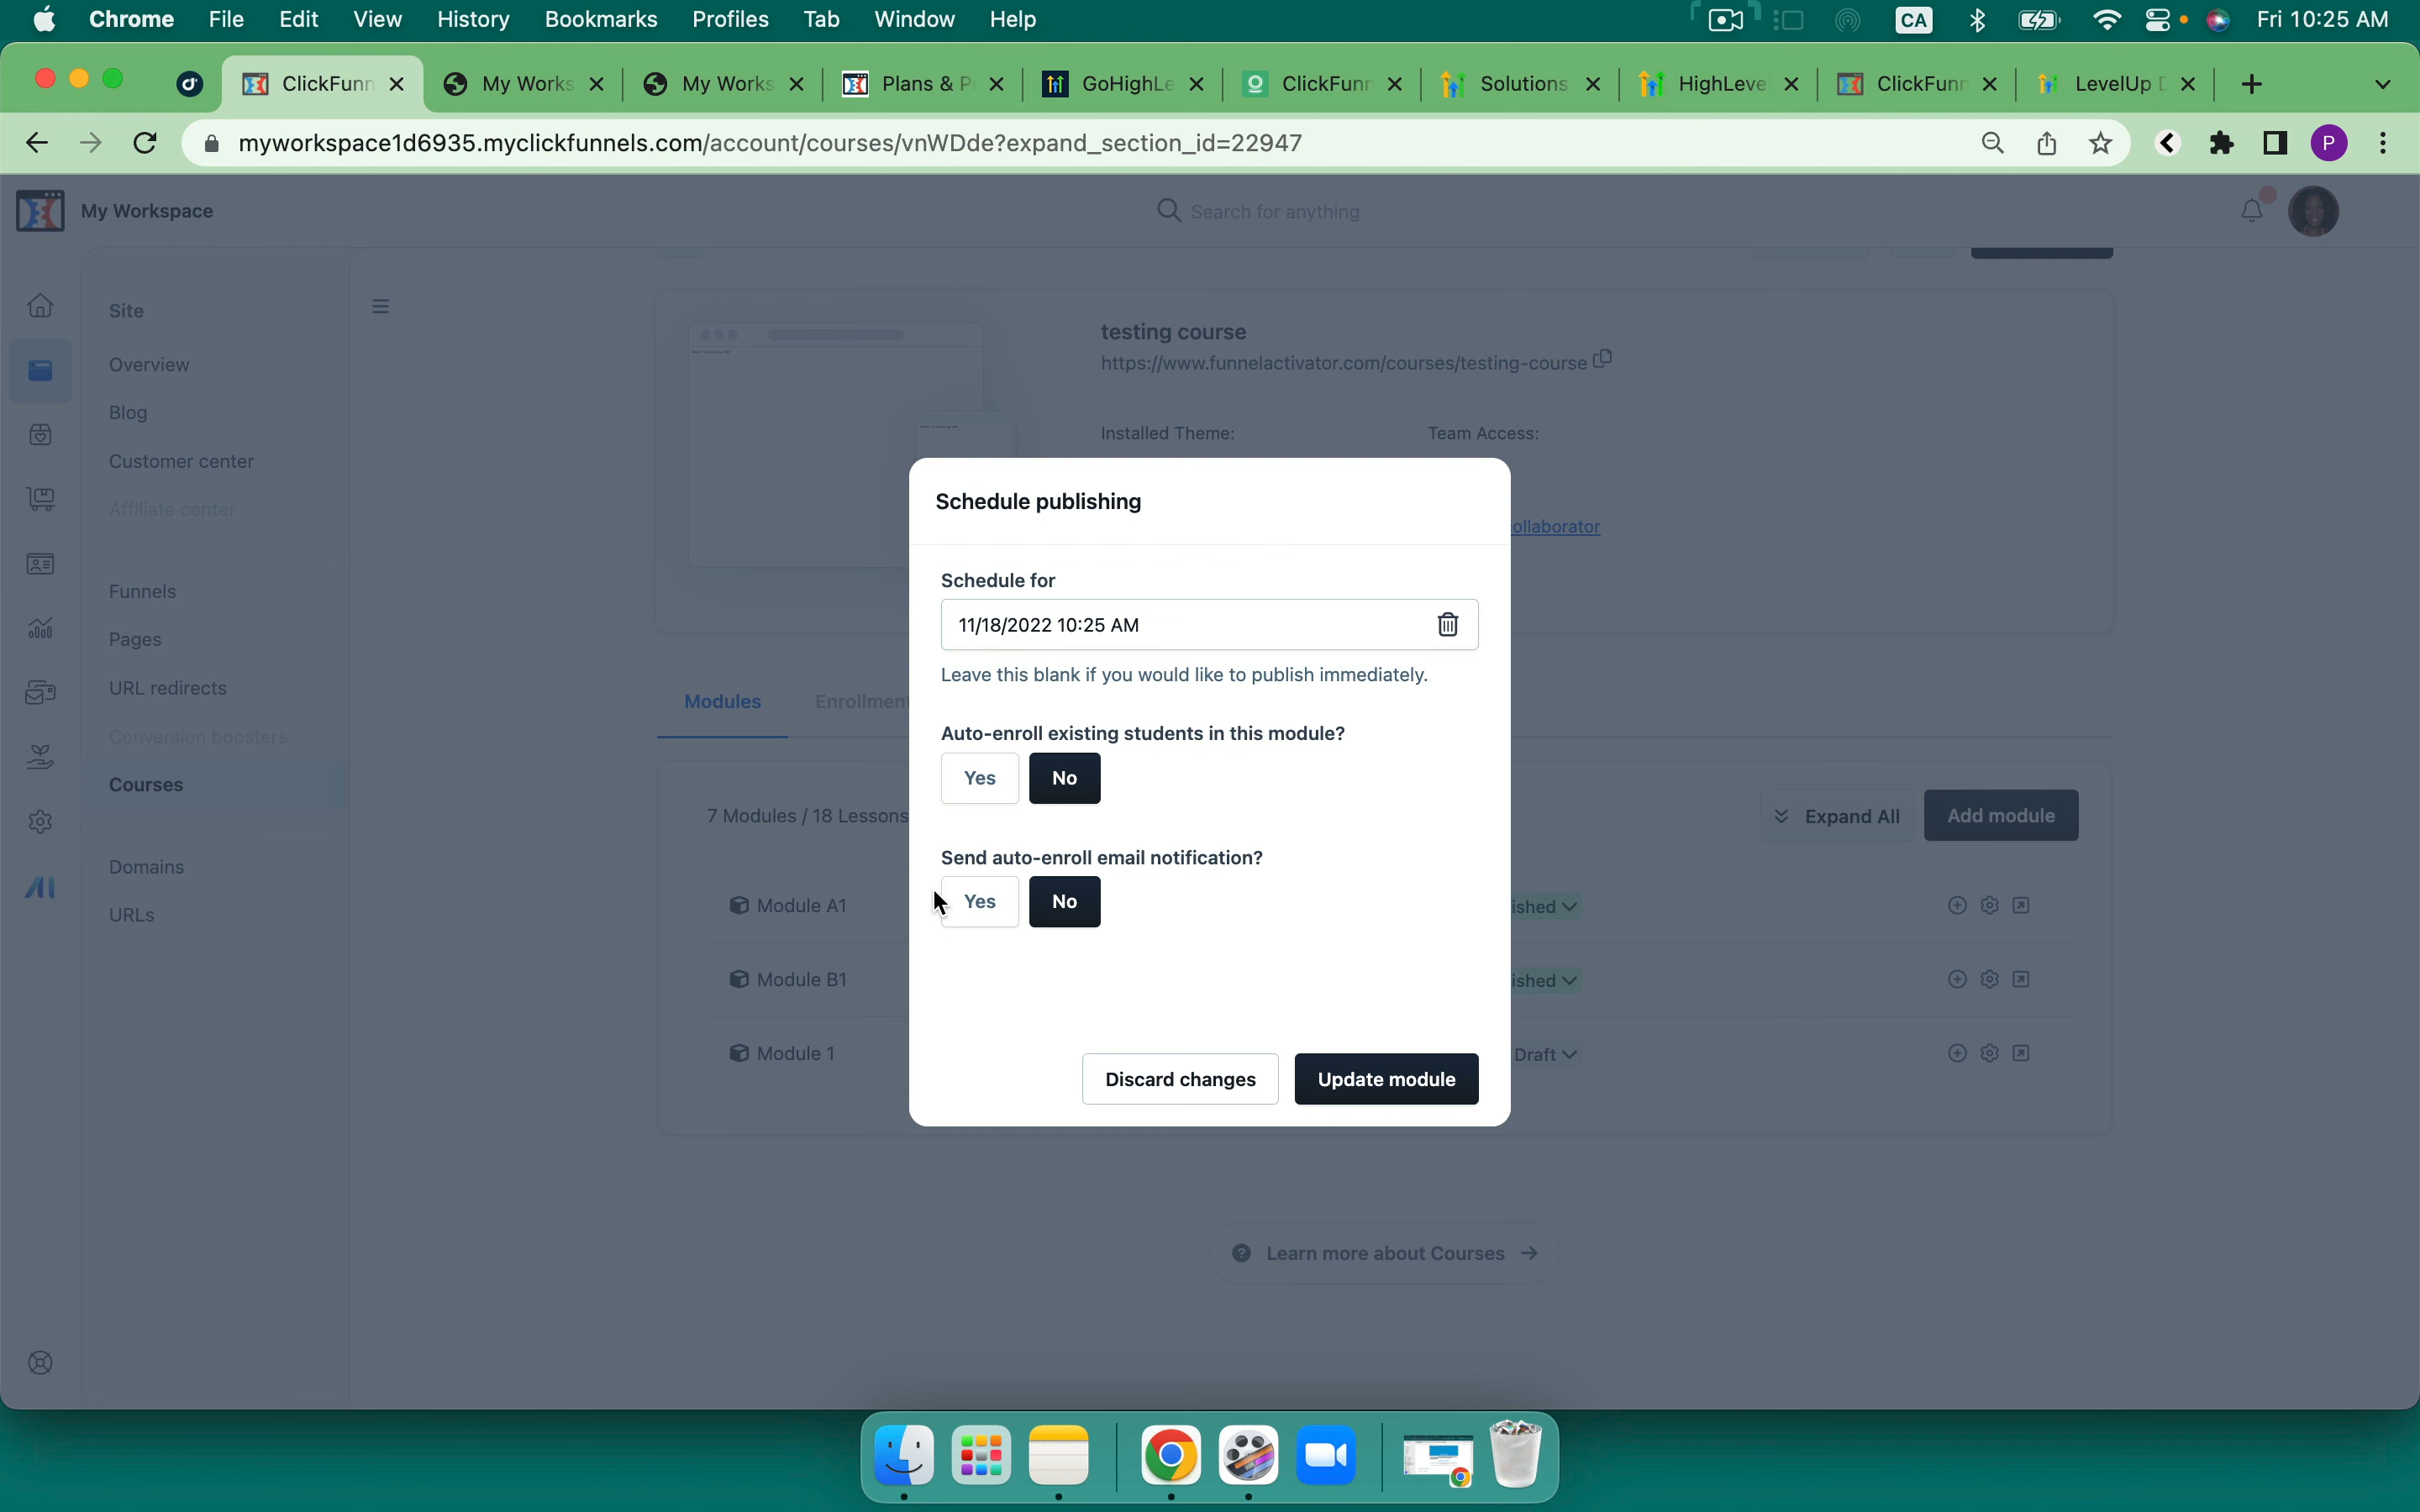 Chrome File Edit View History Bookmarks Profiles Tab Window Help CA Fri 10:25 AM
ClickFunn My Works My Works Plans & P GoHighLe ClickFunn Solutions HighLeve ClickFunn LevelUp
myworkspace1d6935.myclickfunnels.com/account/courses/vnWDde?expand_section_id=22947 P
My Workspace Search for anything
Site
Overview
Blog
Customer center
Affiliate center
Funnels
Pages
URL redirects
Conversion boosters
Courses
Domains
URLs
testing course
https://www.funnelactivator.com/courses/testing-course
Installed Theme: Team Access:
ollaborator
Modules Enrollment
7 Modules / 18 Lessons Expand All Add module
Module A1 ished
Module B1 ished
Module 1 Draft
Schedule publishing
Schedule for
11/18/2022 10:25 AM
Leave this blank if you would like to publish immediately.
Auto-enroll existing students in this module?
Yes No
Send auto-enroll email notification?
Yes No
Discard changes Update module
Learn more about Courses